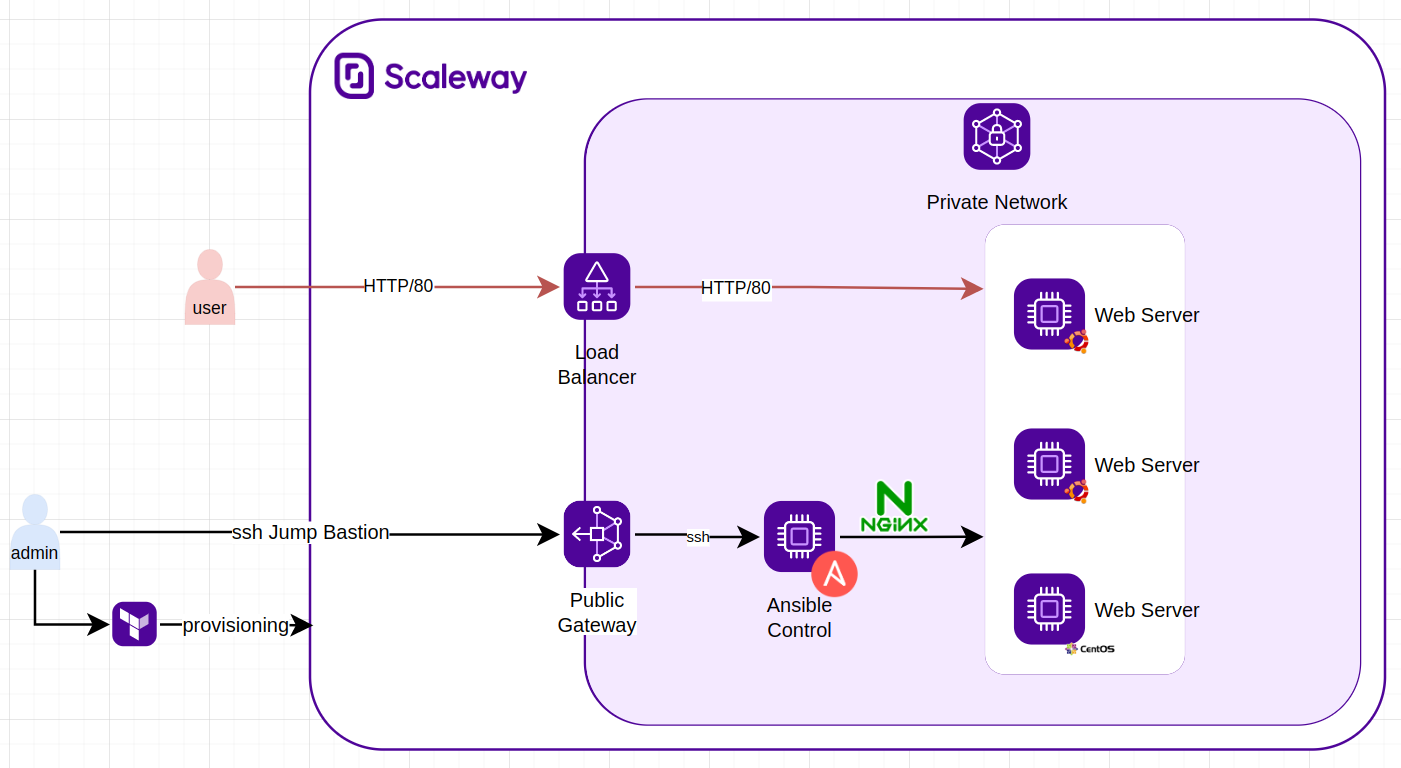 Scaleway
Private Network
HTTP/80
HTTP/80
user
Web Server
Load
Balancer
Web Server
NGiNX
ssh Jump Bastion
ssh
admin
Public
Gateway
Ansible
Control
Web Server
provisioning
CentOS